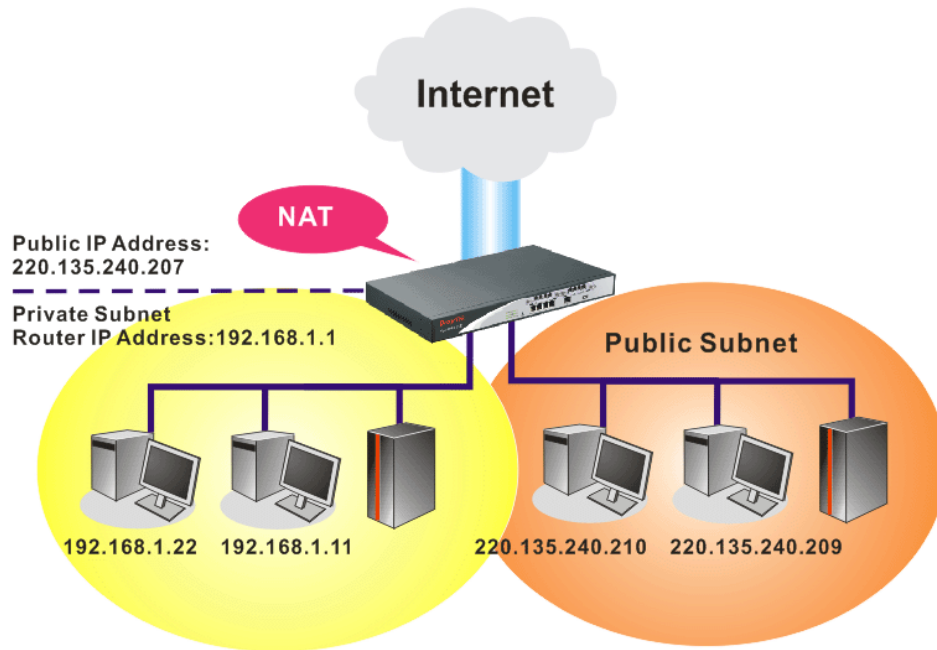 Internet
NAT
Public IP Address:
220.135.240.207
Private Subnet
Router IP Address:192.168.1.1
Public Subnet
192.168.1.22
192.168.1.11
220.135.240.210
220.135.240.209